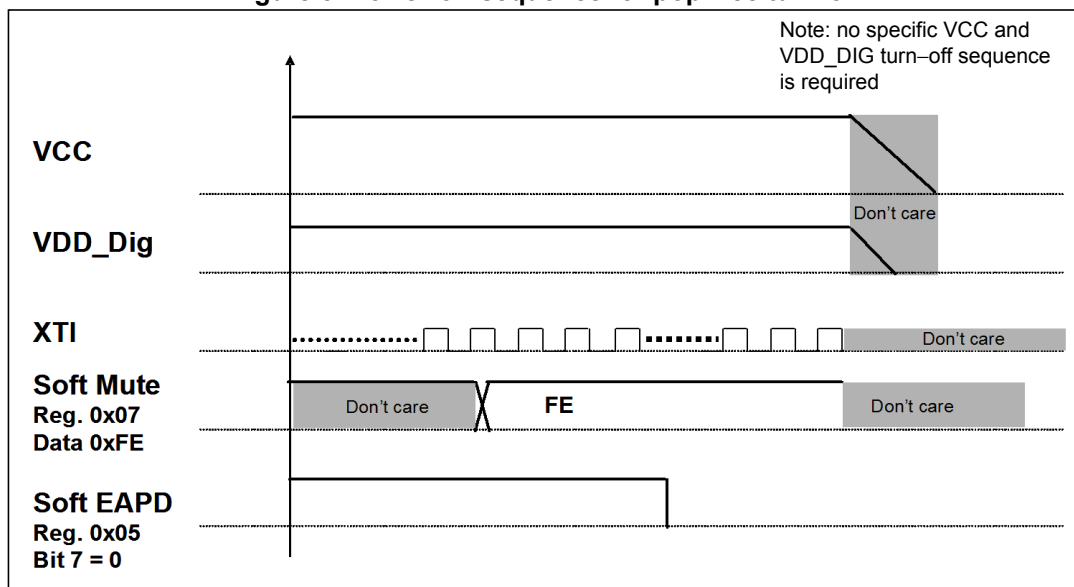 Note: no specific VCC and
VDD_DIG turn–off sequence
is required
VCC
Don't care
VDD_Dig
XTI
Don't care
Soft Mute
Reg. 0x07
Data 0xFE
Don't care
FE
Don't care
Soft EAPD
Reg. 0x05
Bit 7 = 0